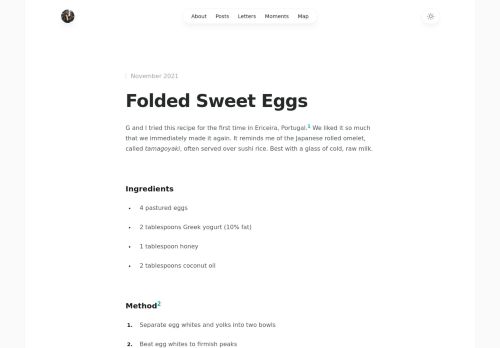 About Posts Letters Moments Map
November 2021
Folded Sweet Eggs
G and I tried this recipe for the first time in Ericeira, Portugal.1 We liked it so much
that we immediately made it again. It reminds me of the Japanese rolled omelet,
called tamagoyaki, often served over sushi rice. Best with a glass of cold, raw milk.
Ingredients
• 4 pastured eggs
• 2 tablespoons Greek yogurt (10% fat)
• 1 tablespoon honey
• 2 tablespoons coconut oil
Method2
1. Separate egg whites and yolks into two bowls
2. Beat egg whites to firmish peaks